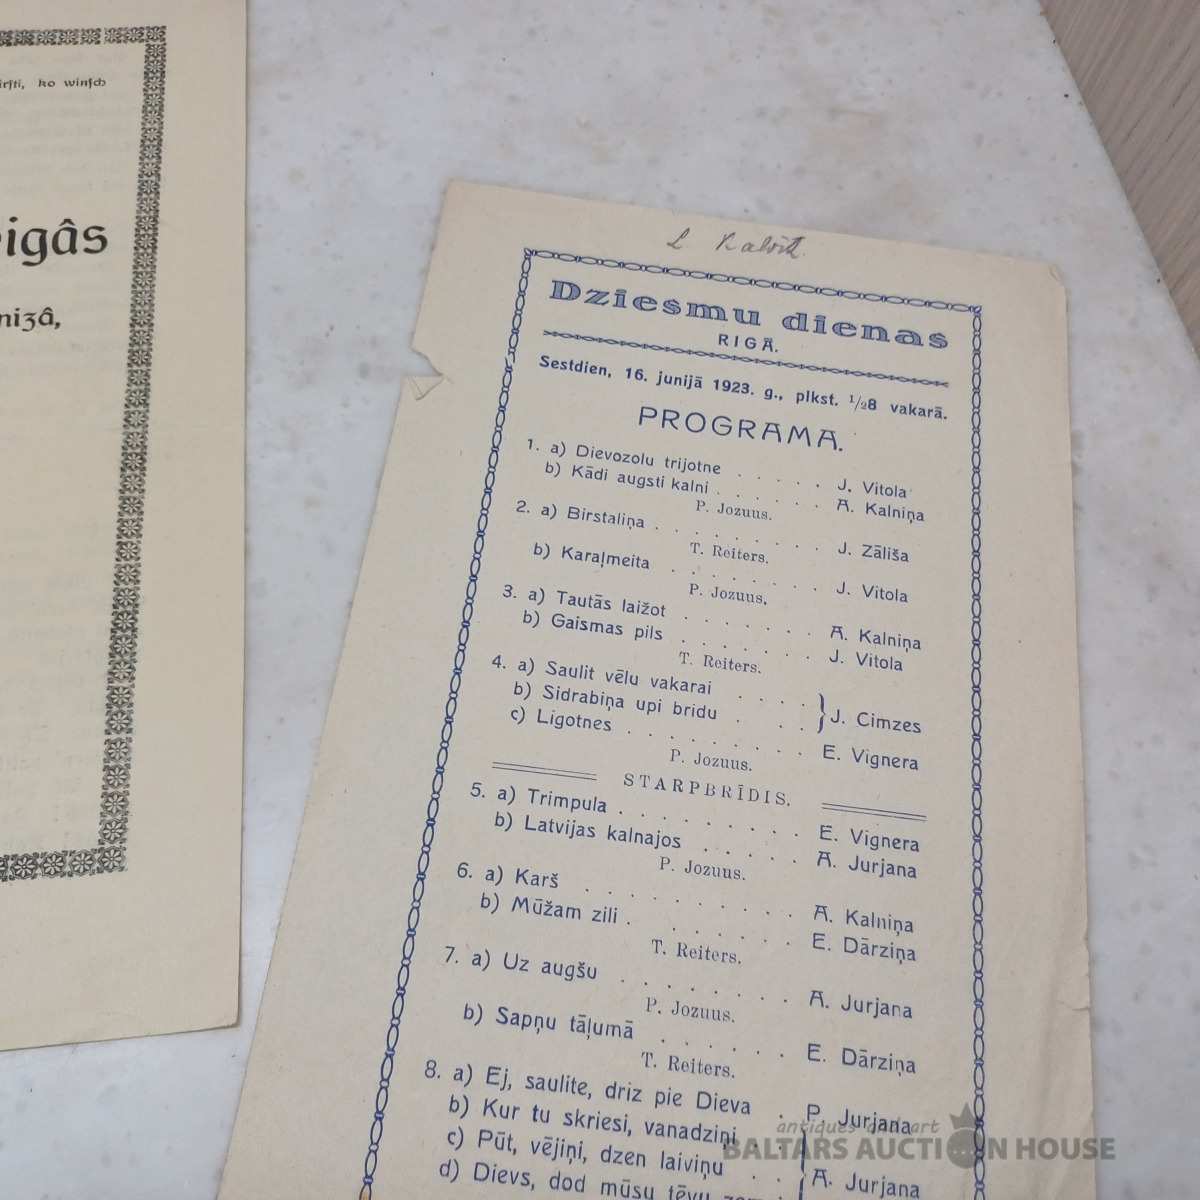 irſti, ko winſch
igâs
nizâ,
L Kalniņ
Dziesmu dienas
RIGĀ.
Sestdien, 16. junijā 1923. g., plkst. ½8 vakarā.
PROGRAMA.
1. a) Dievozolu trijotne . . . . . J. Vitola
b) Kādi augsti kalni . . . . . A. Kalniņa
P. Jozuus.
2. a) Birstaliņa . . . . . . . J. Zālīša
T. Reiters.
b) Karaļmeita . . . . . . . J. Vitola
P. Jozuus.
3. a) Tautās laižot . . . . . . . A. Kalniņa
b) Gaismas pils . . . . . . J. Vitola
T. Reiters.
4. a) Saulit vēlu vakarai . . . . }
b) Sidrabiņa upi bridu . . . } J. Cimzes
c) Ligotnes . . . . . . . . . E. Vignera
P. Jozuus.
STARPBRĪDIS.
5. a) Trimpula . . . . . . . . . E. Vignera
b) Latvijas kalnajos . . . . . A. Jurjana
P. Jozuus.
6. a) Karš . . . . . . . . . A. Kalniņa
b) Mūžam zili . . . . . . . E. Dārziņa
T. Reiters.
7. a) Uz augšu . . . . . . . . A. Jurjana
P. Jozuus.
b) Sapņu tāļumā . . . . . . E. Dārziņa
T. Reiters.
8. a) Ej, saulite, driz pie Dieva . P. Jurjana
b) Kur tu skriesi, vanadziņi
c) Pūt, vējiņi, dzen laiviņu . . A. Jurjana
d) Dievs, dod mūsu tēvu
antiques and art
BALTARS AUCTION HOUSE